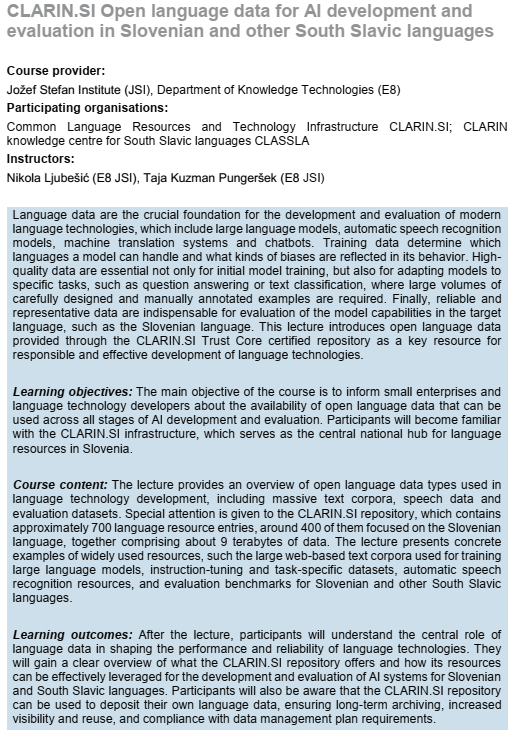 CLARIN.SI Open language data for AI development and
evaluation in Slovenian and other South Slavic languages
Course provider:
Jožef Stefan Institute (JSI), Department of Knowledge Technologies (E8)
Participating organisations:
Common Language Resources and Technology Infrastructure CLARIN.SI; CLARIN
knowledge centre for South Slavic languages CLASSLA
Instructors:
Nikola Ljubešić (E8 JSI), Taja Kuzman Pungeršek (E8 JSI)
Language data are the crucial foundation for the development and evaluation of modern
language technologies, which include large language models, automatic speech recognition
models, machine translation systems and chatbots. Training data determine which
languages a model can handle and what kinds of biases are reflected in its behavior. High-
quality data are essential not only for initial model training, but also for adapting models to
specific tasks, such as question answering or text classification, where large volumes of
carefully designed and manually annotated examples are required. Finally, reliable and
representative data are indispensable for evaluation of the model capabilities in the target
language, such as the Slovenian language. This lecture introduces open language data
provided through the CLARIN.SI Trust Core certified repository as a key resource for
responsible and effective development of language technologies.
Learning objectives: The main objective of the course is to inform small enterprises and
language technology developers about the availability of open language data that can be
used across all stages of AI development and evaluation. Participants will become familiar
with the CLARIN.SI infrastructure, which serves as the central national hub for language
resources in Slovenia.
Course content: The lecture provides an overview of open language data types used in
language technology development, including massive text corpora, speech data and
evaluation datasets. Special attention is given to the CLARIN.SI repository, which contains
approximately 700 language resource entries, around 400 of them focused on the Slovenian
language, together comprising about 9 terabytes of data. The lecture presents concrete
examples of widely used resources, such the large web-based text corpora used for training
large language models, instruction-tuning and task-specific datasets, automatic speech
recognition resources, and evaluation benchmarks for Slovenian and other South Slavic
languages.
Learning outcomes: After the lecture, participants will understand the central role of
language data in shaping the performance and reliability of language technologies. They
will gain a clear overview of what the CLARIN.SI repository offers and how its resources
can be effectively leveraged for the development and evaluation of AI systems for Slovenian
and South Slavic languages. Participants will also be aware that the CLARIN.SI repository
can be used to deposit their own language data, ensuring long-term archiving, increased
visibility and reuse, and compliance with data management plan requirements.